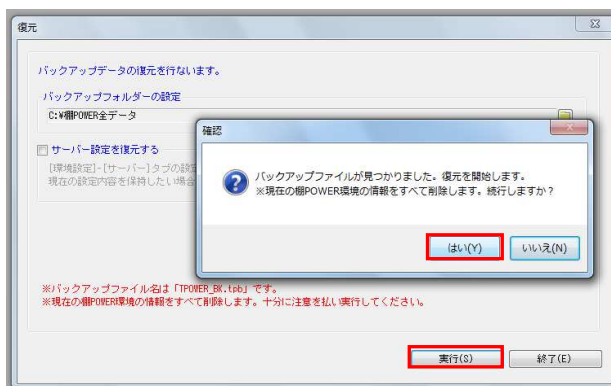 復元
バックアップデータの復元を行ないます。
バックアップフォルダーの設定
C:¥棚POWER全データ
サーバー設定を復元する
[環境設定]-[サーバー]タブの設
現在の設定内容を保持したい場合
確認
バックアップファイルが見つかりました。復元を開始します。
※現在の棚POWER環境の情報をすべて削除します。続行しますか?
はい(Y)
いいえ(N)
※バックアップファイル名は「TPOWER_BK.tpb」です。
※現在の棚POWER環境の情報をすべて削除します。十分に注意を払い実行してください。
実行(S)
終了(E)